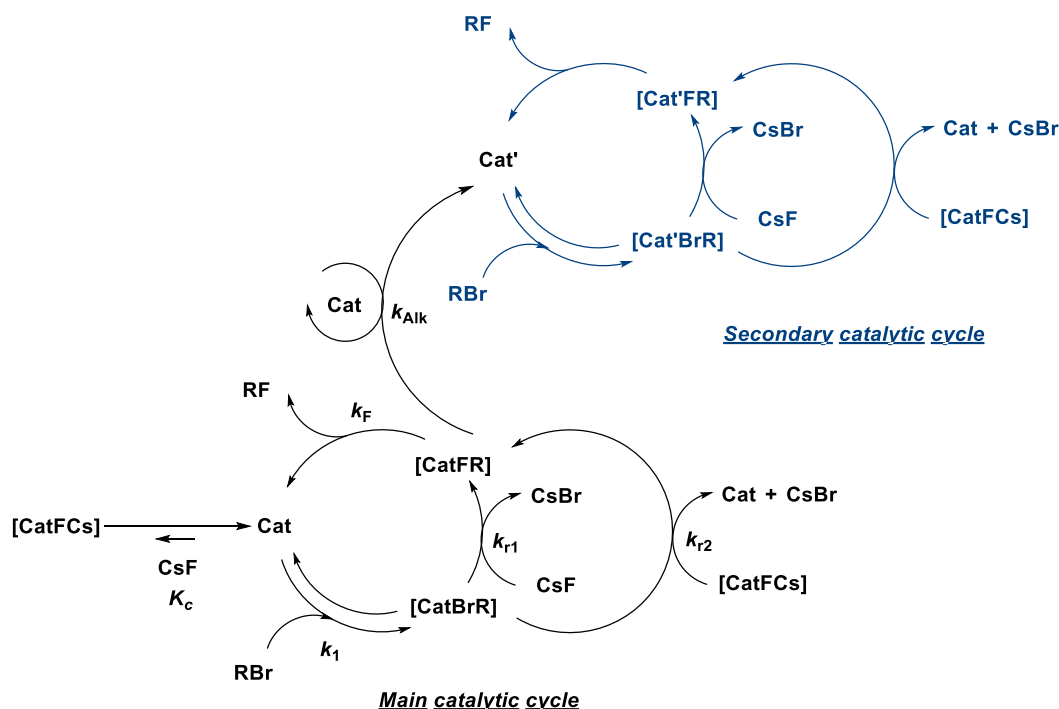 RF
[Cat'FR]
CsBr
Cat + CsBr
Cat'
CsF
[CatFCs]
[Cat'BrR]
RBr
Cat
kAlk
Secondary catalytic cycle
RF
kF
[CatFR]
CsBr
Cat + CsBr
[CatFCs]
Cat
kr1
kr2
CsF
Kc
CsF
[CatFCs]
[CatBrR]
k1
RBr
Main catalytic cycle